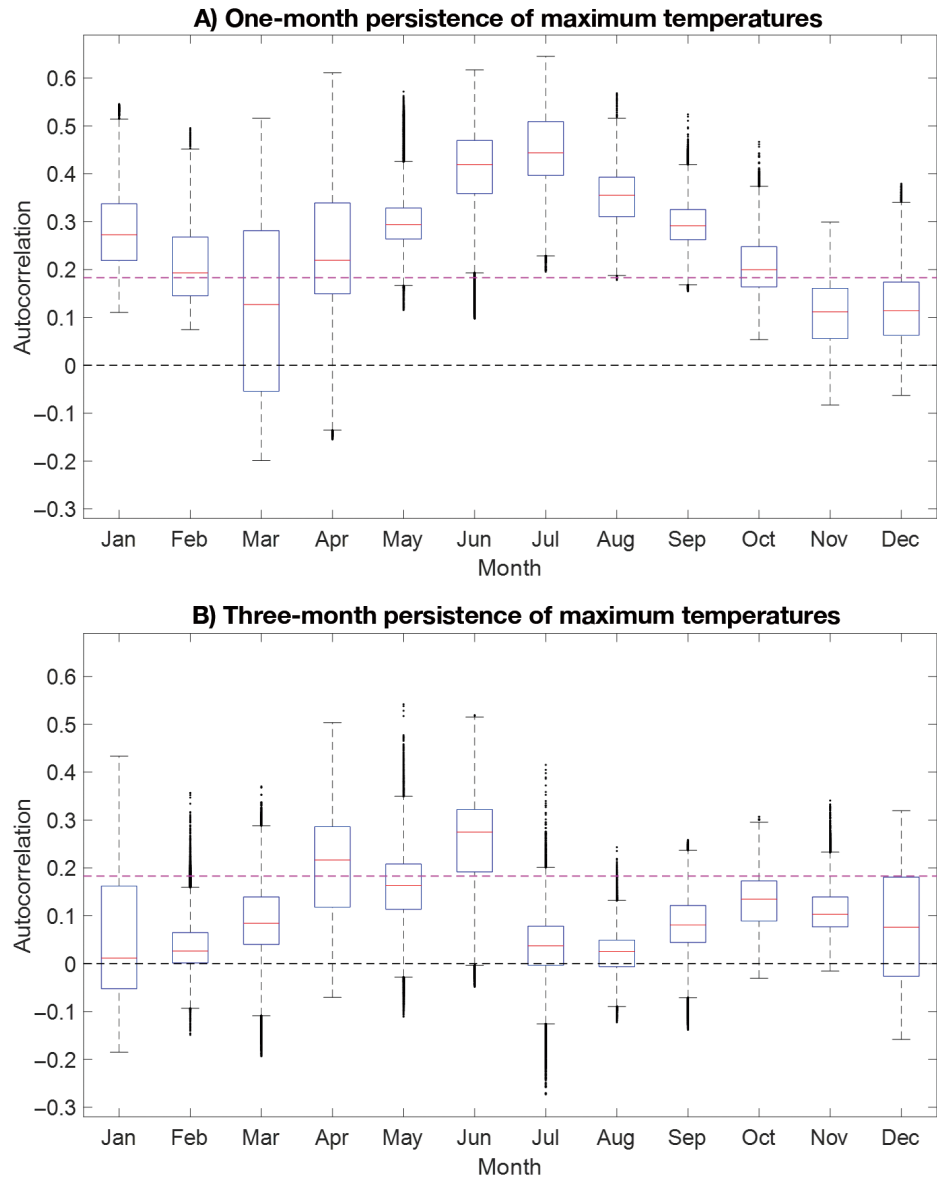 A) One-month persistence of maximum temperatures
0.6
0.5
0.4
0.3
0.2
0.1
0
–0.1
–0.2
–0.3
Autocorrelation
Jan Feb Mar Apr May Jun Jul Aug Sep Oct Nov Dec
Month
B) Three-month persistence of maximum temperatures
0.6
0.5
0.4
0.3
0.2
0.1
0
–0.1
–0.2
–0.3
Autocorrelation
Jan Feb Mar Apr May Jun Jul Aug Sep Oct Nov Dec
Month